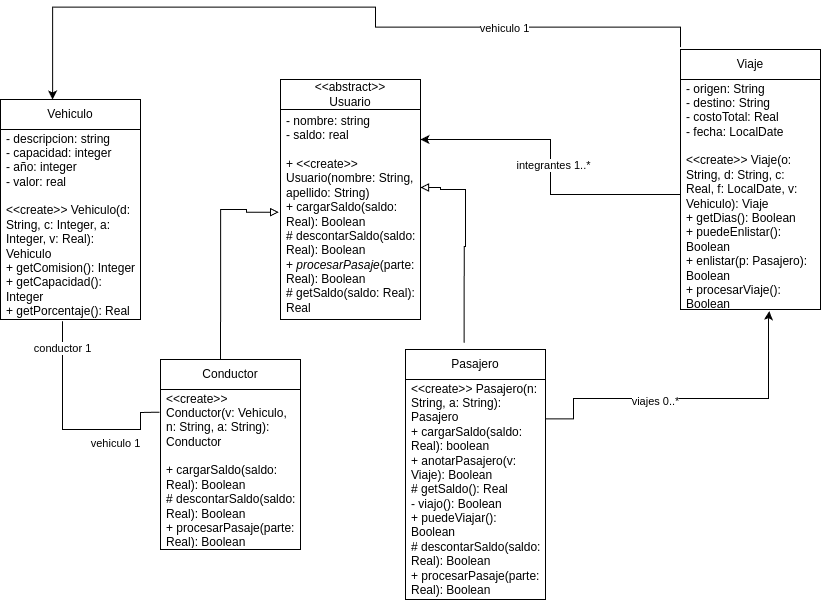 vehiculo 1
Viaje
- origen: String
- destino: String
- costoTotal: Real
- fecha: LocalDate
<<create>> Viaje(o:
String, d: String, c:
Real, f: LocalDate, v:
Vehiculo): Viaje
+ getDias(): Boolean
+ puedeEnlistar():
Boolean
+ enlistar(p: Pasajero):
Boolean
+ procesarViaje():
Boolean
<<abstract>>
Usuario
- nombre: string
- saldo: real
+ <<create>>
Usuario(nombre: String,
apellido: String)
+ cargarSaldo(saldo:
Real): Boolean
# descontarSaldo(saldo:
Real): Boolean
+ procesarPasaje(parte:
Real): Boolean
# getSaldo(saldo: Real):
Real
integrantes 1..*
Vehiculo
- descripcion: string
- capacidad: integer
- año: integer
- valor: real
<<create>> Vehiculo(d:
String, c: Integer, a:
Integer, v: Real):
Vehiculo
+ getComision(): Integer
+ getCapacidad():
Integer
+ getPorcentaje(): Real
conductor 1
vehiculo 1
Conductor
<<create>>
Conductor(v: Vehiculo,
n: String, a: String):
Conductor
+ cargarSaldo(saldo:
Real): Boolean
# descontarSaldo(saldo:
Real): Boolean
+ procesarPasaje(parte:
Real): Boolean
Pasajero
<<create>> Pasajero(n:
String, a: String):
Pasajero
+ cargarSaldo(saldo:
Real): boolean
+ anotarPasajero(v:
Viaje): Boolean
# getSaldo(): Real
- viajo(): Boolean
+ puedeViajar():
Boolean
# descontarSaldo(saldo:
Real): Boolean
+ procesarPasaje(parte:
Real): Boolean
viajes 0..*